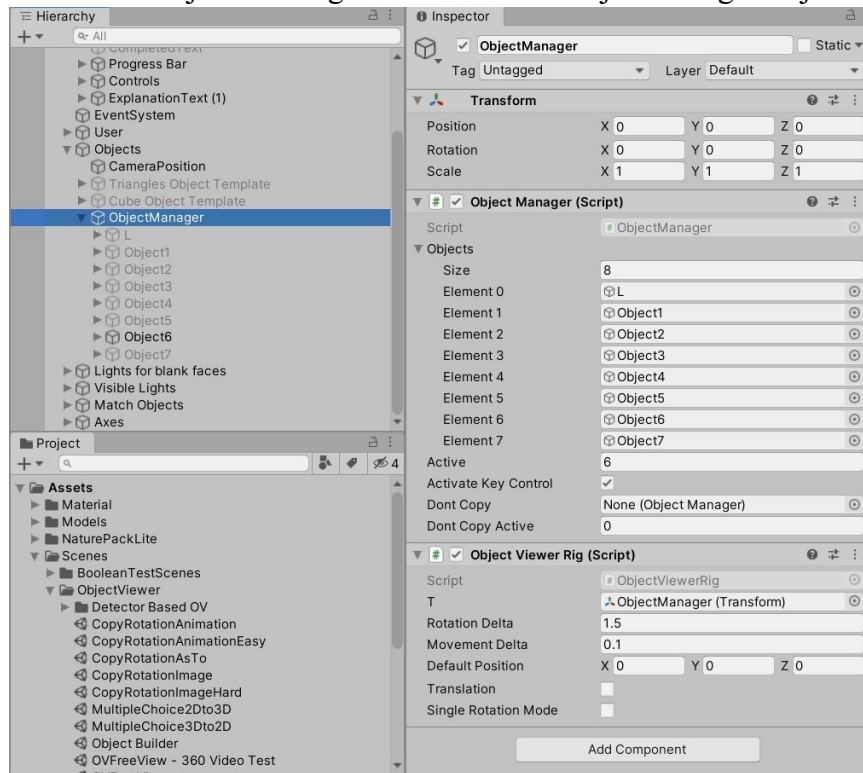 Hierarchy
All
CompletedText
Progress Bar
Controls
ExplanationText (1)
EventSystem
User
Objects
CameraPosition
Triangles Object Template
Cube Object Template
ObjectManager
L
Object1
Object2
Object3
Object4
Object5
Object6
Object7
Lights for blank faces
Visible Lights
Match Objects
Axes
Project
4
Assets
Material
Models
NaturePackLite
Scenes
BooleanTestScenes
ObjectViewer
Detector Based OV
CopyRotationAnimation
CopyRotationAnimationEasy
CopyRotationAsTo
CopyRotationImage
CopyRotationImageHard
MultipleChoice2Dto3D
MultipleChoice3Dto2D
Object Builder
OVFreeView - 360 Video Test
Inspector
ObjectManager Static
Tag Untagged Layer Default
Transform
Position X 0 Y 0 Z 0
Rotation X 0 Y 0 Z 0
Scale X 1 Y 1 Z 1
# Object Manager (Script)
Script # ObjectManager
Objects
Size 8
Element 0 L
Element 1 Object1
Element 2 Object2
Element 3 Object3
Element 4 Object4
Element 5 Object5
Element 6 Object6
Element 7 Object7
Active 6
Activate Key Control
Dont Copy None (Object Manager)
Dont Copy Active 0
# Object Viewer Rig (Script)
Script # ObjectViewerRig
T ObjectManager (Transform)
Rotation Delta 1.5
Movement Delta 0.1
Default Position X 0 Y 0 Z 0
Translation
Single Rotation Mode
Add Component